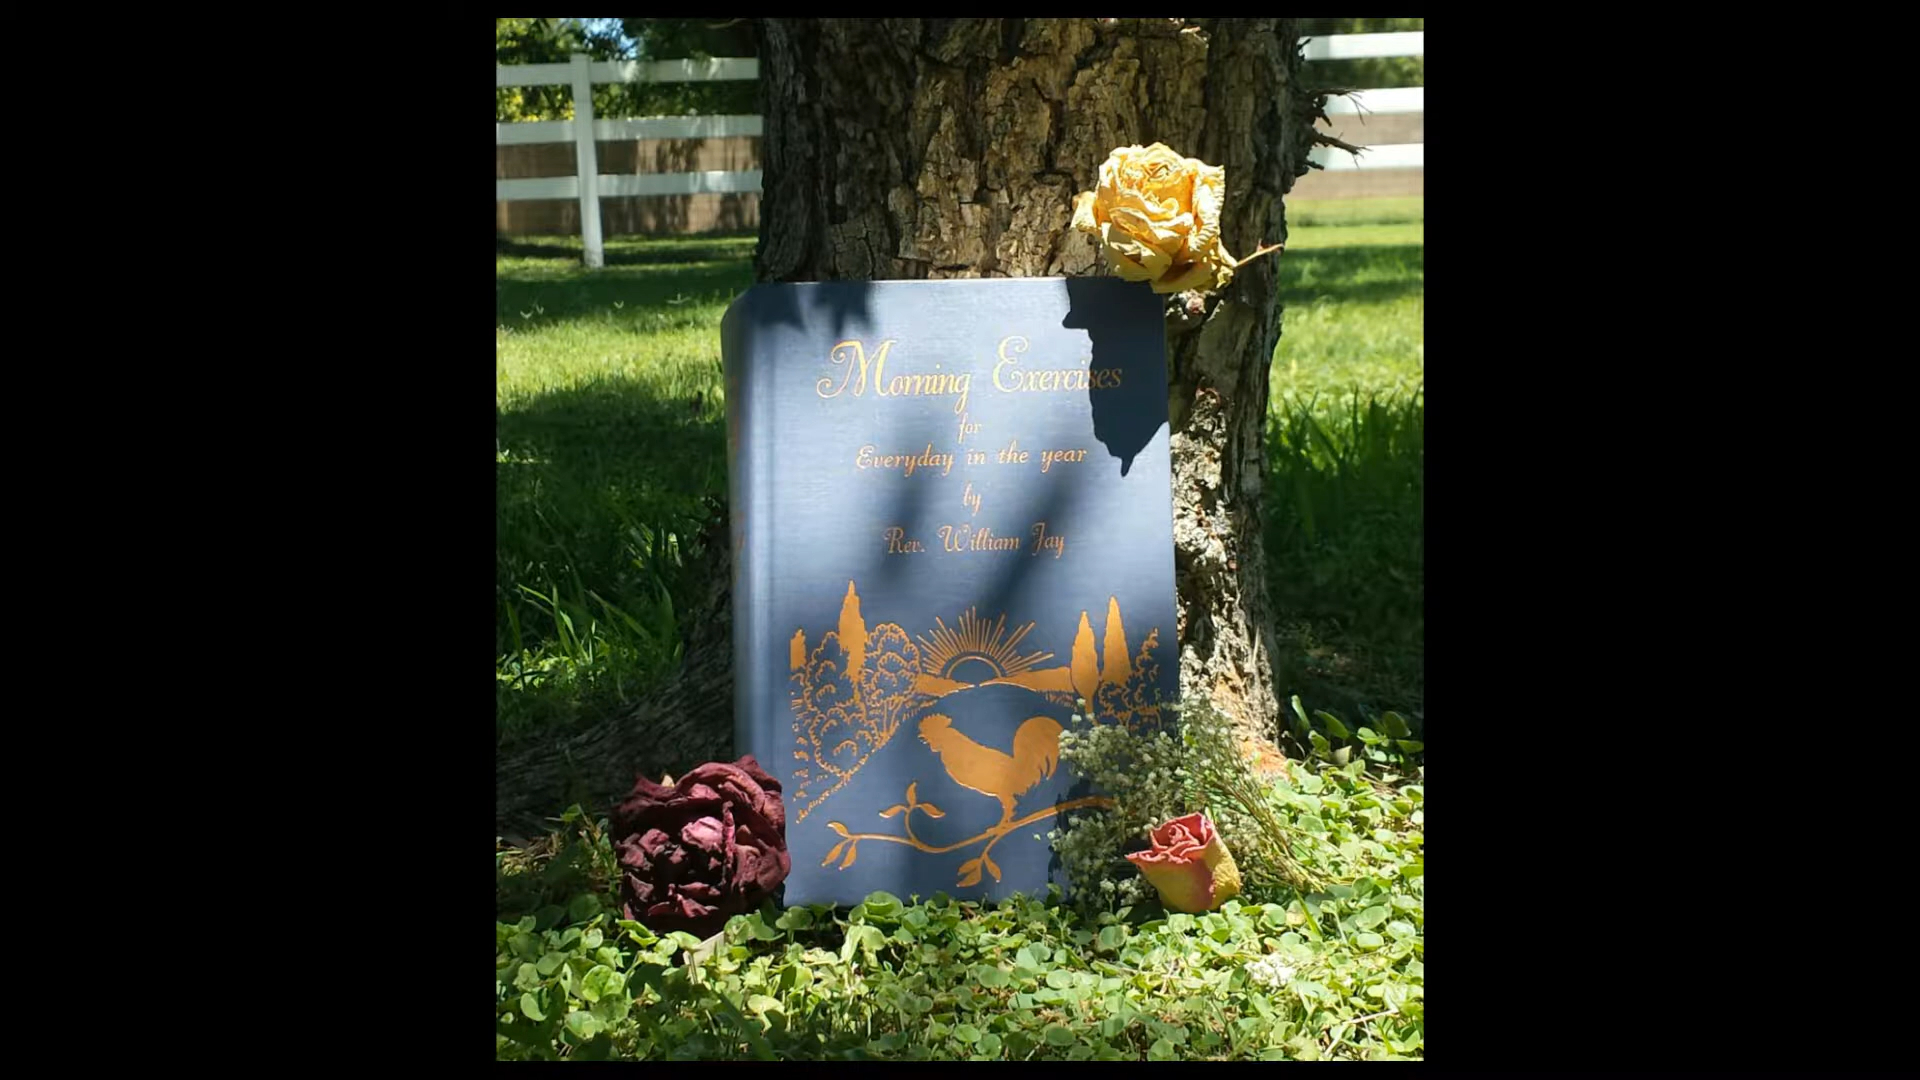 Morning Exercises
for
Everyday in the year
by
Rev. William Jay